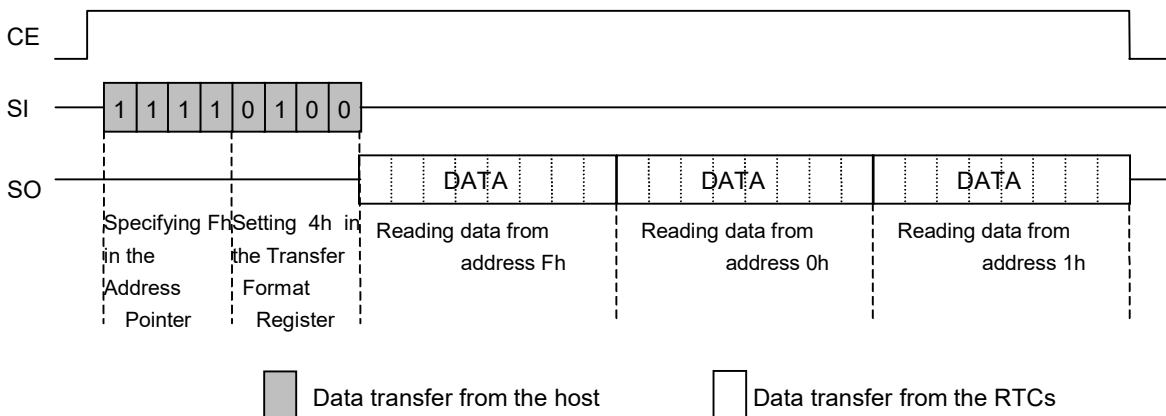 CE
SI
1 1 1 1 0 1 0 0
SO
DATA DATA DATA
Specifying Fh
in the
Address
Pointer
Setting 4h in
the Transfer
Format
Register
Reading data from
address Fh
Reading data from
address 0h
Reading data from
address 1h
Data transfer from the host
Data transfer from the RTCs